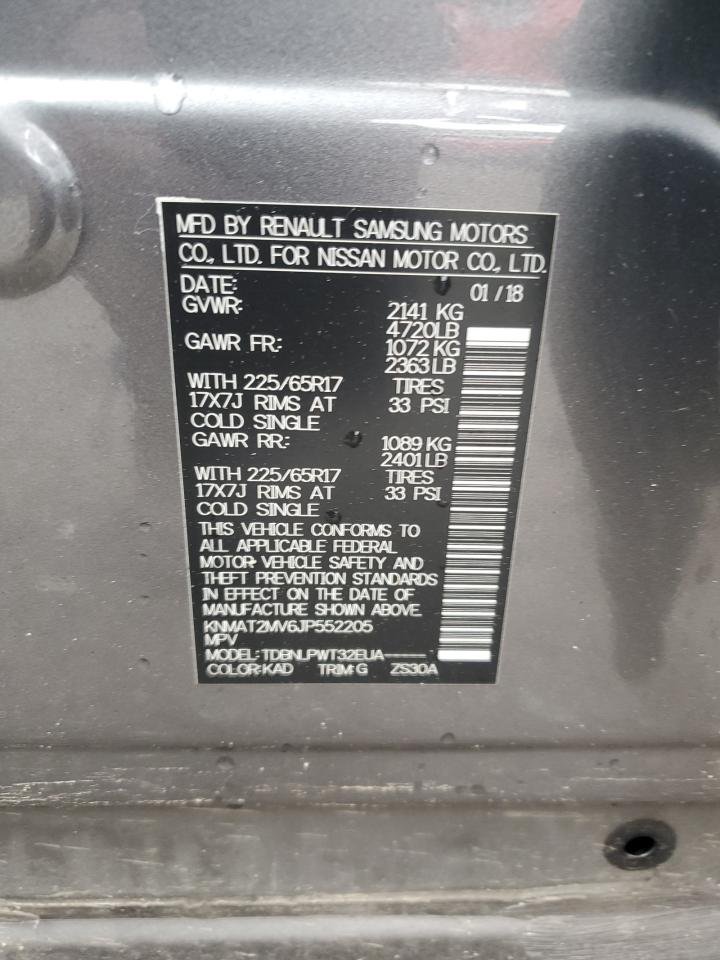 MFD BY RENAULT SAMSUNG MOTORS
CO., LTD. FOR NISSAN MOTOR CO., LTD.
DATE: 01 / 18
GVWR: 2141 KG
4720LB
GAWR FR: 1072 KG
2363LB
WITH 225/65R17 TIRES
17X7J RIMS AT 33 PSI
COLD SINGLE
GAWR RR: 1089 KG
2401LB
WITH 225/65R17 TIRES
17X7J RIMS AT 33 PSI
COLD SINGLE
THIS VEHICLE CONFORMS TO
ALL APPLICABLE FEDERAL
MOTOR VEHICLE SAFETY AND
THEFT PREVENTION STANDARDS
IN EFFECT ON THE DATE OF
MANUFACTURE SHOWN ABOVE.
KNMAT2MV6JP552205
MPV
MODEL: TDBNLPWT32EUA-----
COLOR:KAD TRIM:G ZS30A